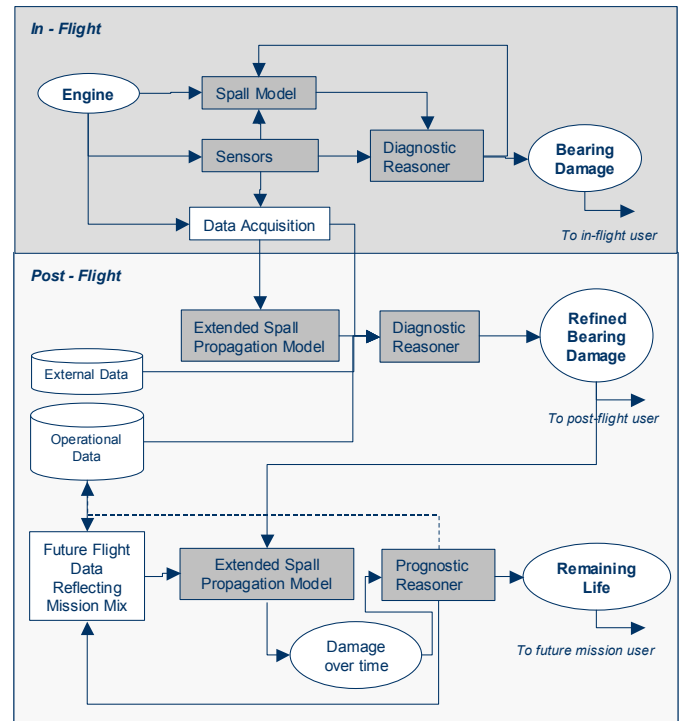 In - Flight
Engine
Spall Model
Sensors
Diagnostic
Reasoner
Bearing
Damage
Data Acquisition
To in-flight user
Post - Flight
Extended Spall
Propagation Model
Diagnostic
Reasoner
Refined
Bearing
Damage
External Data
Operational
Data
To post-flight user
Future Flight
Data
Reflecting
Mission Mix
Extended Spall
Propagation Model
Prognostic
Reasoner
Remaining
Life
Damage
over time
To future mission user